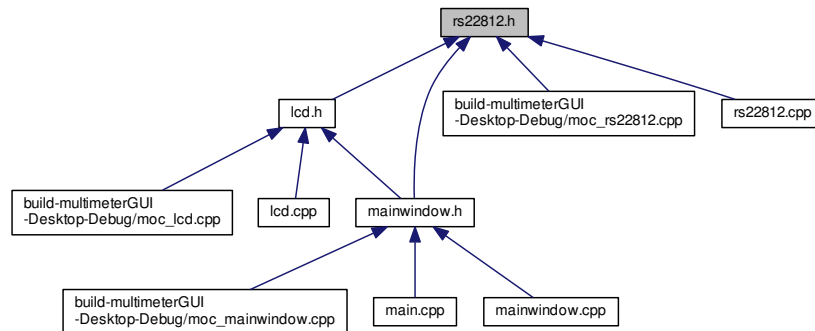 rs22812.h
lcd.h
build-multimeterGUI
-Desktop-Debug/moc_rs22812.cpp
rs22812.cpp
build-multimeterGUI
-Desktop-Debug/moc_lcd.cpp
lcd.cpp
mainwindow.h
build-multimeterGUI
-Desktop-Debug/moc_mainwindow.cpp
main.cpp
mainwindow.cpp